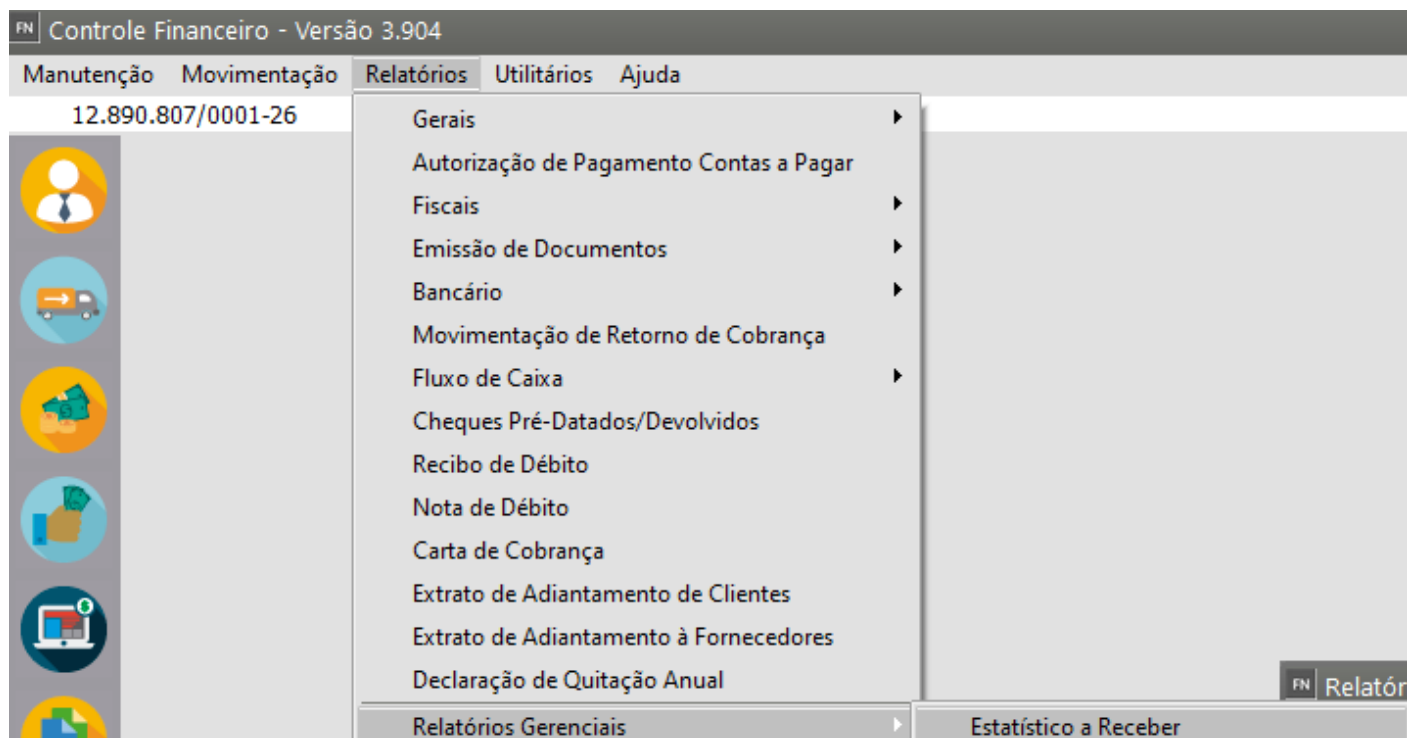 FN Controle Financeiro - Versão 3.904
Manutenção Movimentação Relatórios Utilitários Ajuda
12.890.807/0001-26
Gerais
Autorização de Pagamento Contas a Pagar
Fiscais
Emissão de Documentos
Bancário
Movimentação de Retorno de Cobrança
Fluxo de Caixa
Cheques Pré-Datados/Devolvidos
Recibo de Débito
Nota de Débito
Carta de Cobrança
Extrato de Adiantamento de Clientes
Extrato de Adiantamento à Fornecedores
Declaração de Quitação Anual
FN Relatór
Relatórios Gerenciais
Estatístico a Receber